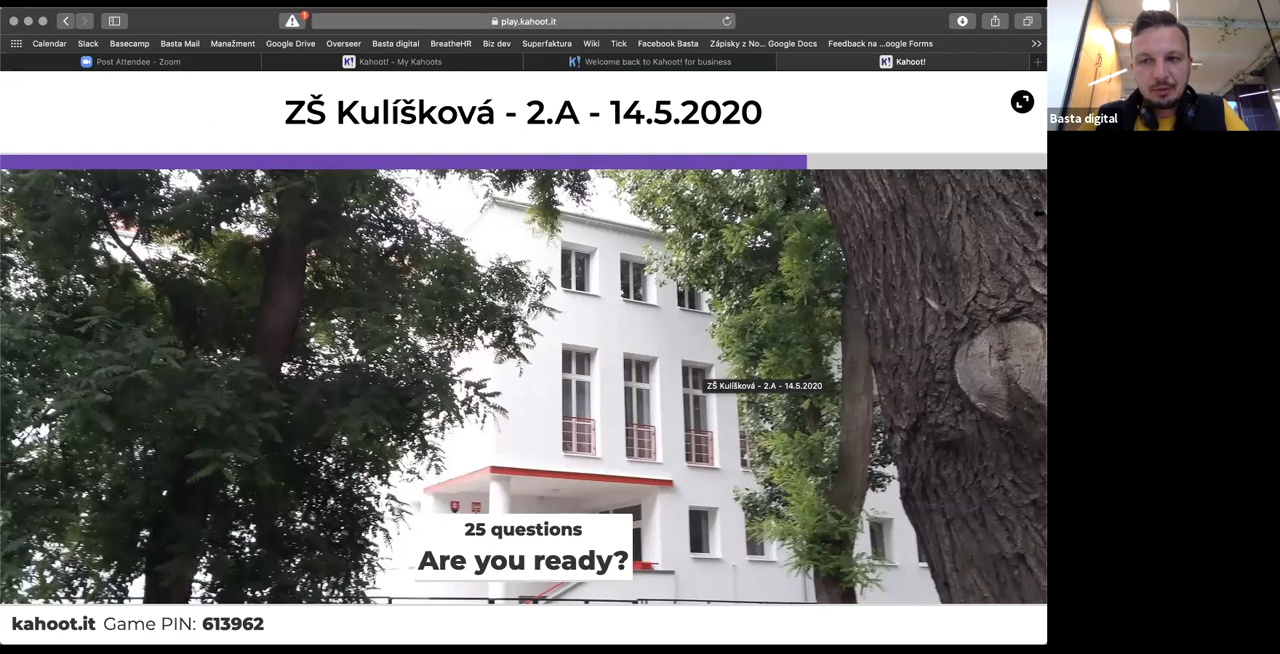 1
play.kahoot.it
Calendar Slack Basecamp Basta Mail Manažment Google Drive Overseer Basta digital BreatheHR Biz dev Superfaktura Wiki Tick Facebook Basta Zápisky z No... Google Docs Feedback na ...oogle Forms
Post Attendee - Zoom
K! Kahoot! - My Kahoots
K! Welcome back to Kahoot! for business
K! Kahoot!
ZŠ Kulíšková - 2.A - 14.5.2020
Basta digital
ZŠ Kulíšková - 2.A - 14.5.2020
25 questions
Are you ready?
kahoot.it Game PIN: 613962